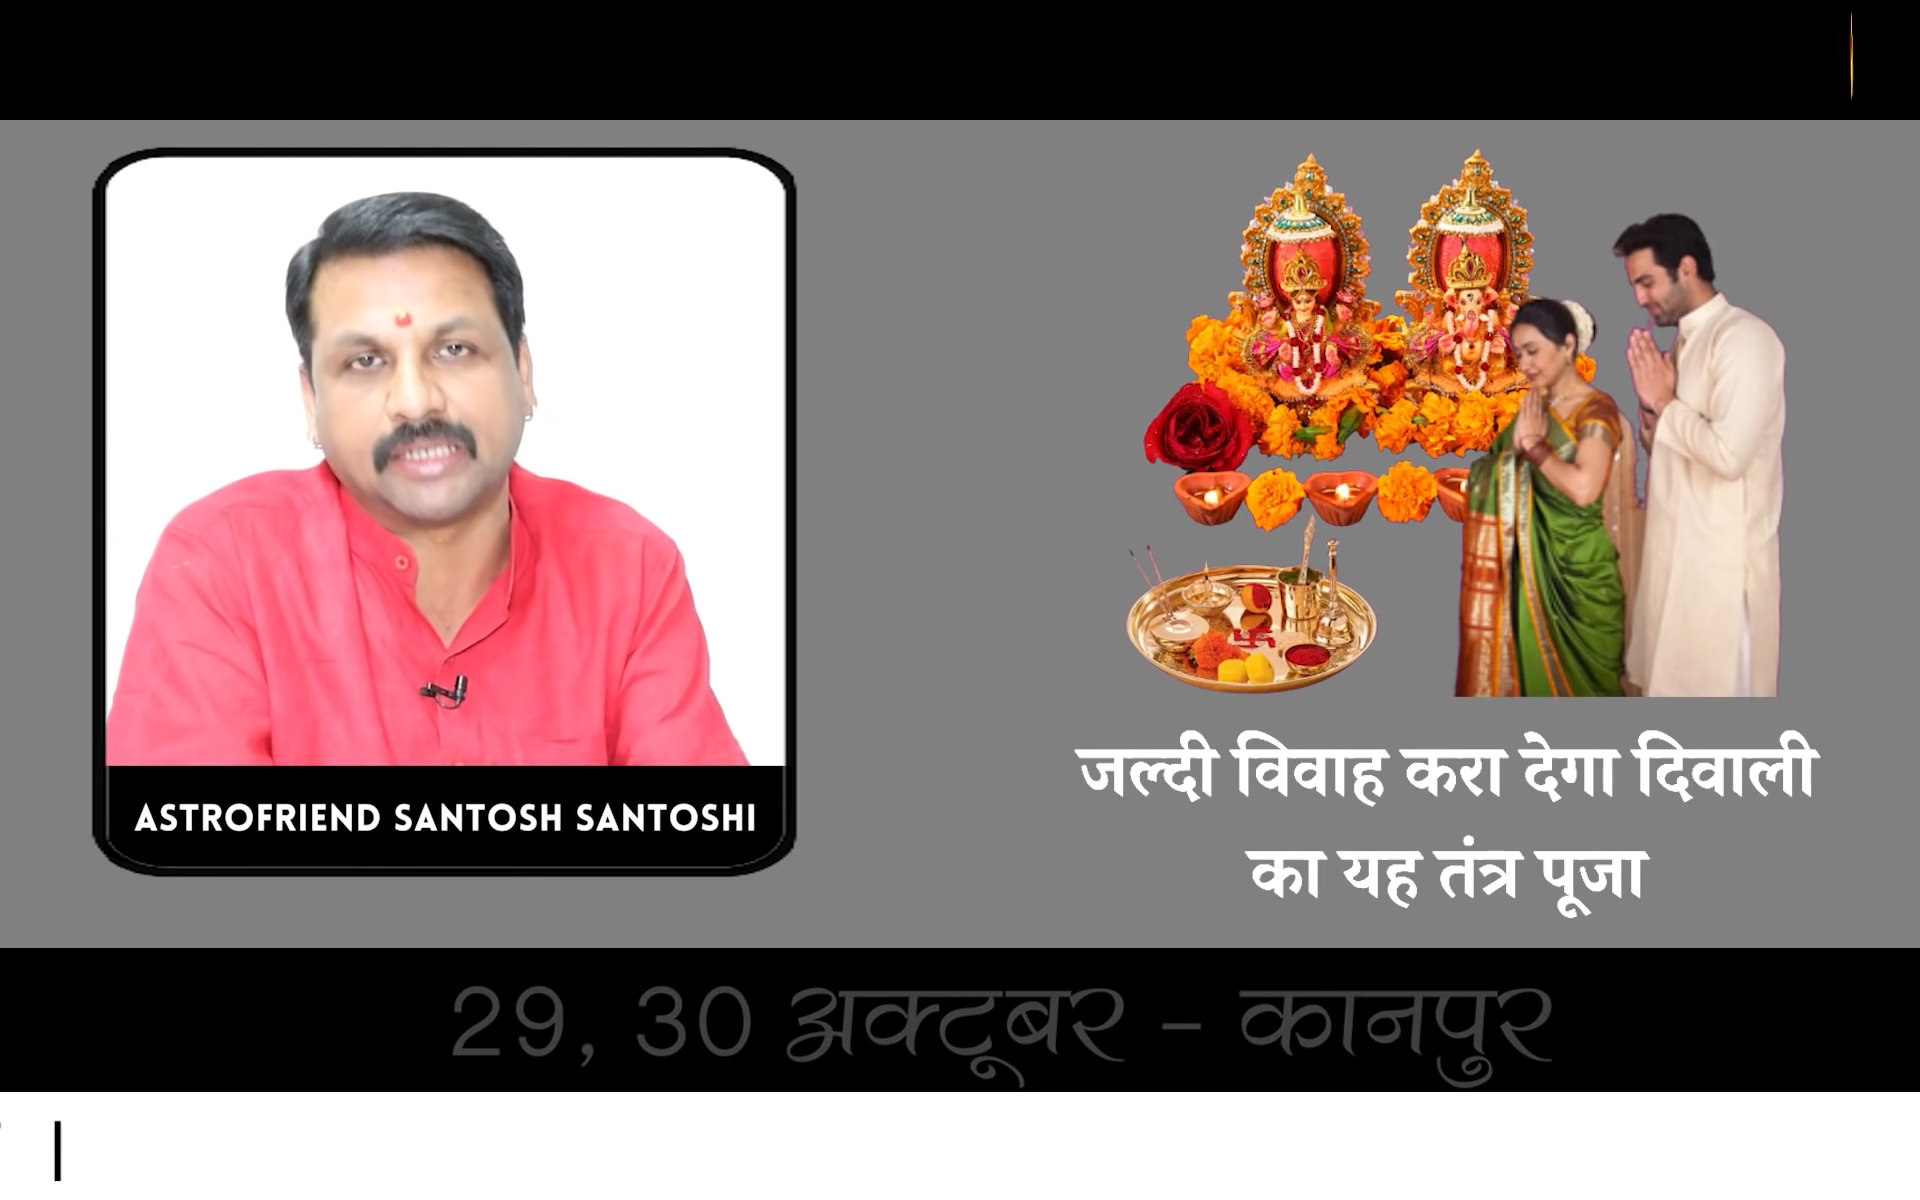 ASTROFRIEND SANTOSH SANTOSHI
जल्दी विवाह करा देगा दिवाली
का यह तंत्र पूजा
29, 30 अक्टूबर - कानपुर